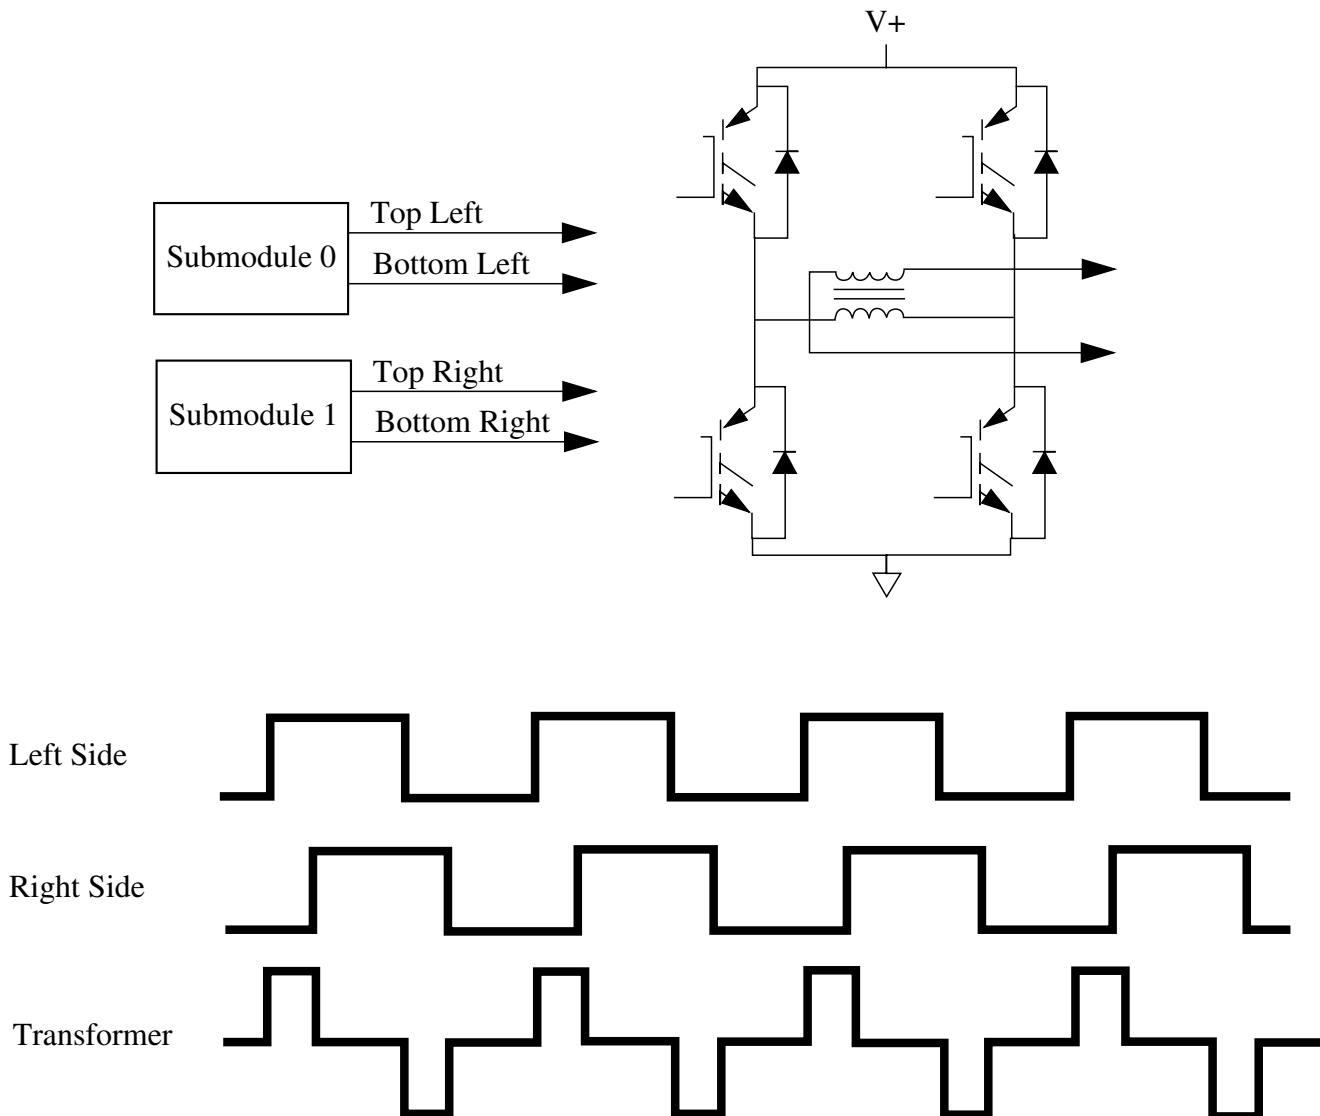 V+
Top Left
Submodule 0
Bottom Left
Top Right
Submodule 1
Bottom Right
Left Side
Right Side
Transformer